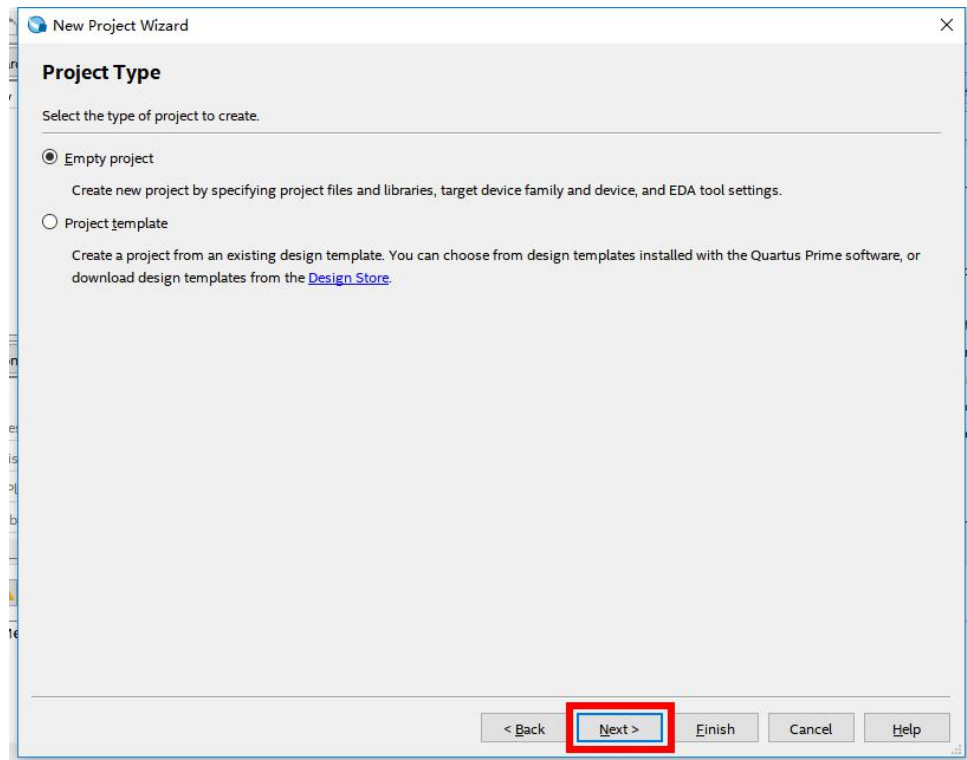 New Project Wizard
Project Type
Select the type of project to create.
Empty project
Create new project by specifying project files and libraries, target device family and device, and EDA tool settings.
Project template
Create a project from an existing design template. You can choose from design templates installed with the Quartus Prime software, or
download design templates from the Design Store.
< Back Next > Finish Cancel Help